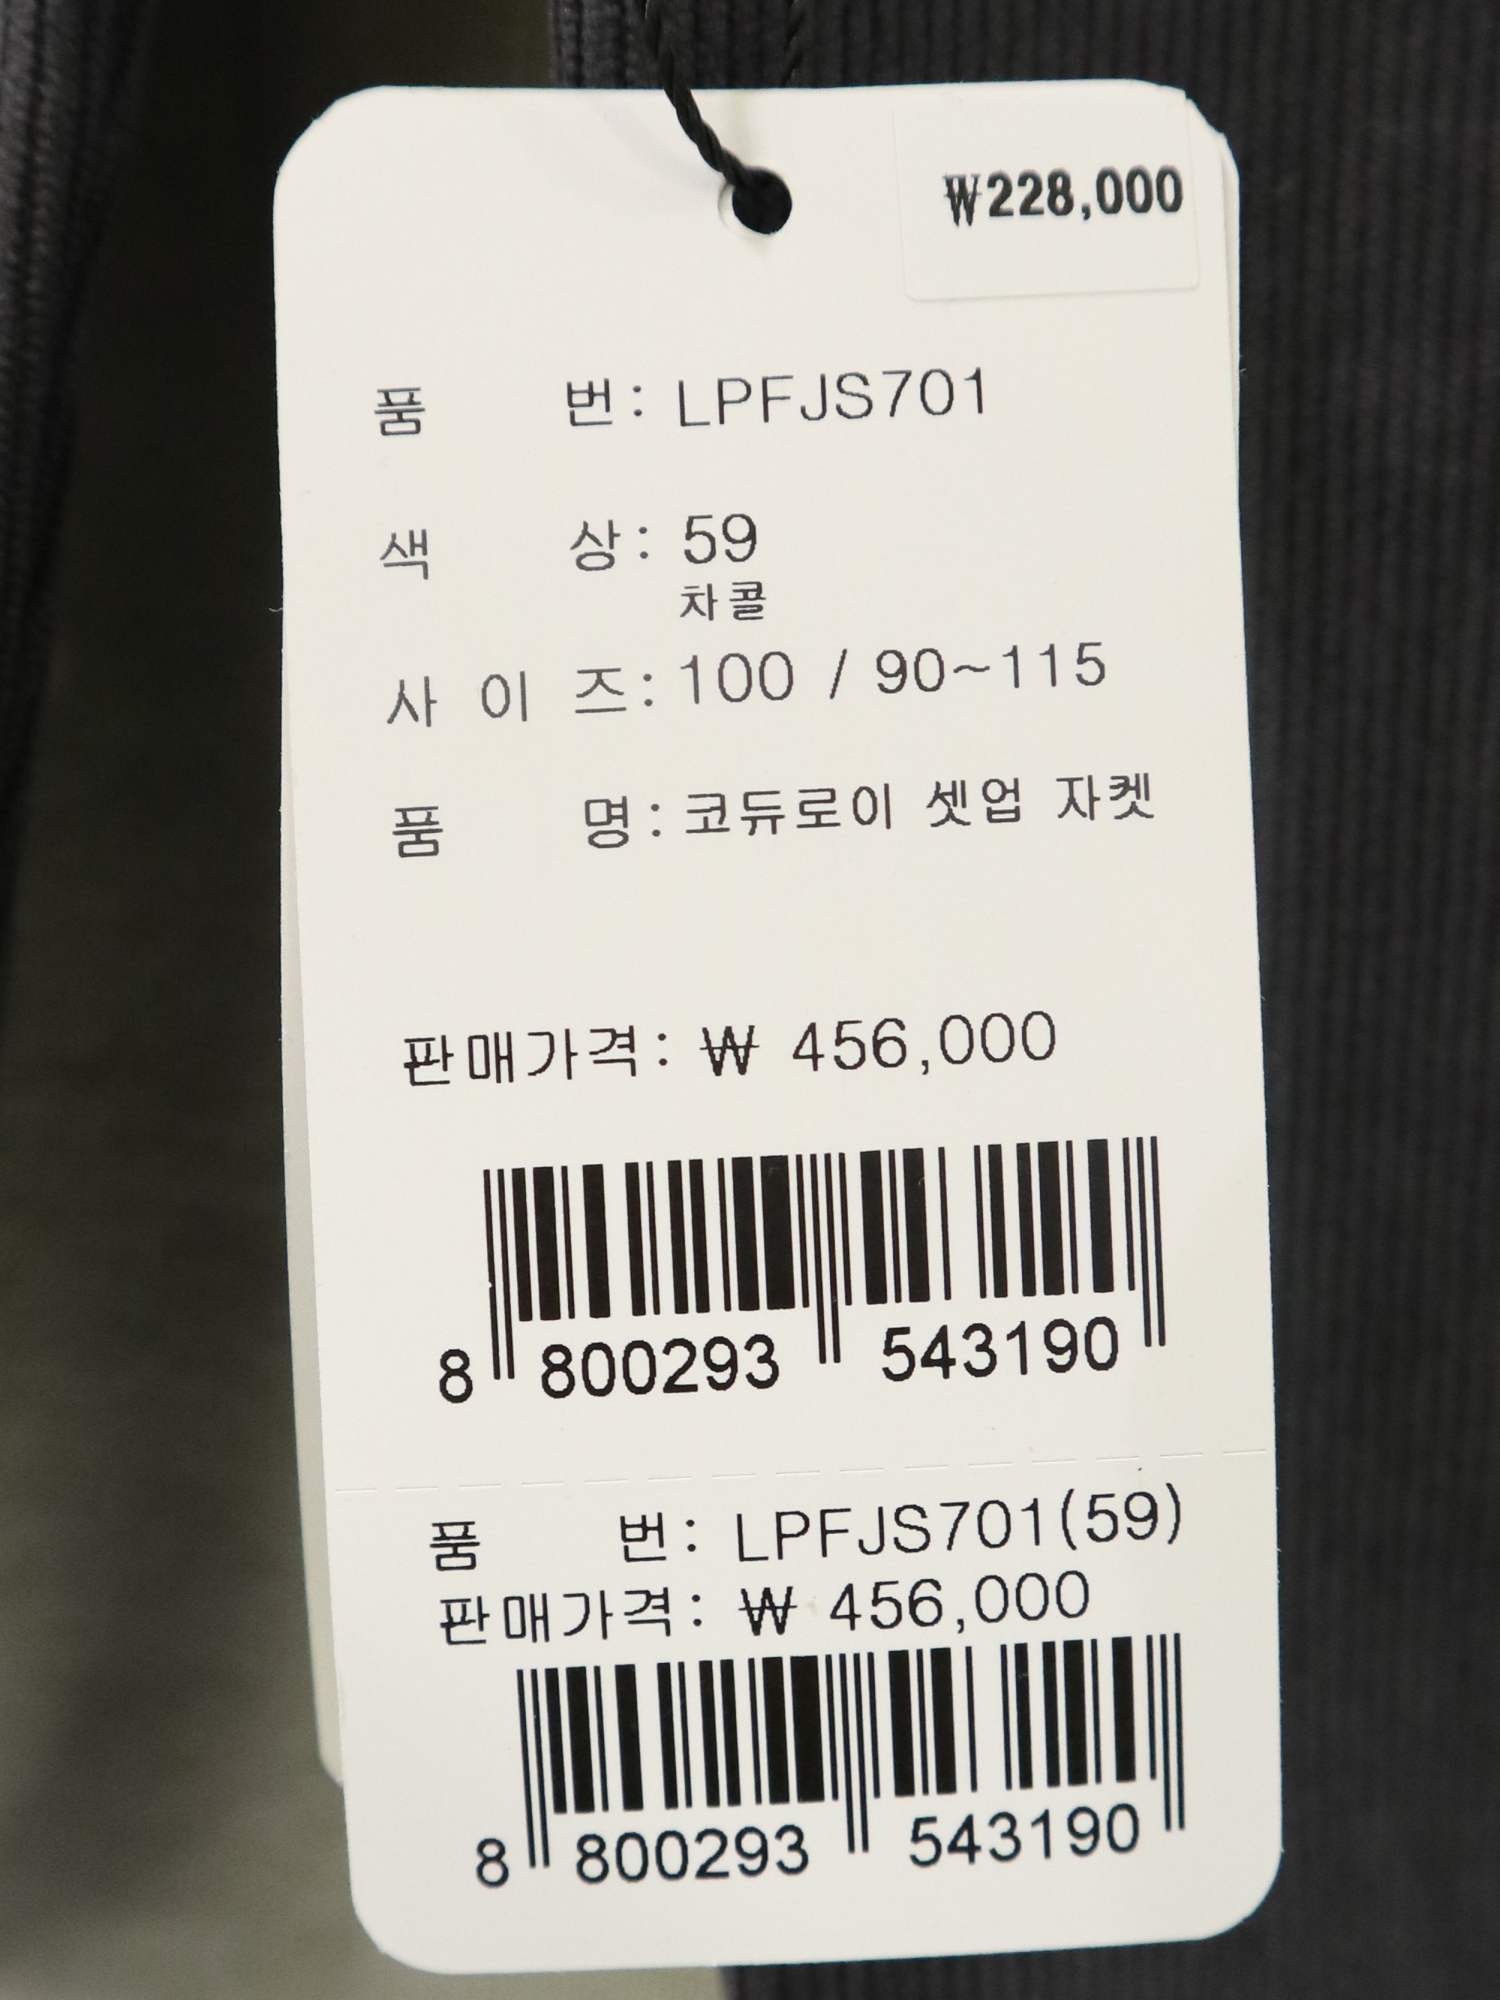 ₩228,000
품 번: LPFJS701
색 상: 59
차콜
사 이 즈: 100 / 90~115
품 명: 코듀로이 셋업 자켓
판매가격: ₩ 456,000
8 800293 543190
품 번: LPFJS701(59)
판매가격: ₩ 456,000
8 800293 543190